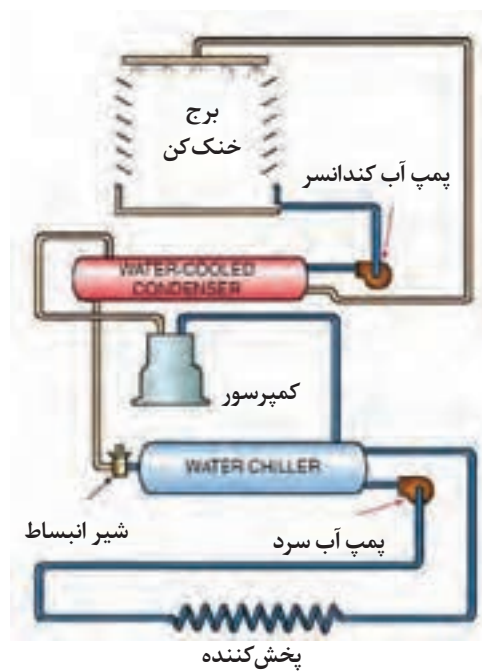 برج
خنک‌کن
پمپ آب کندانسر
WATER-COOLED
CONDENSER
کمپرسور
WATER CHILLER
شیر انبساط
پمپ آب سرد
پخش‌کننده